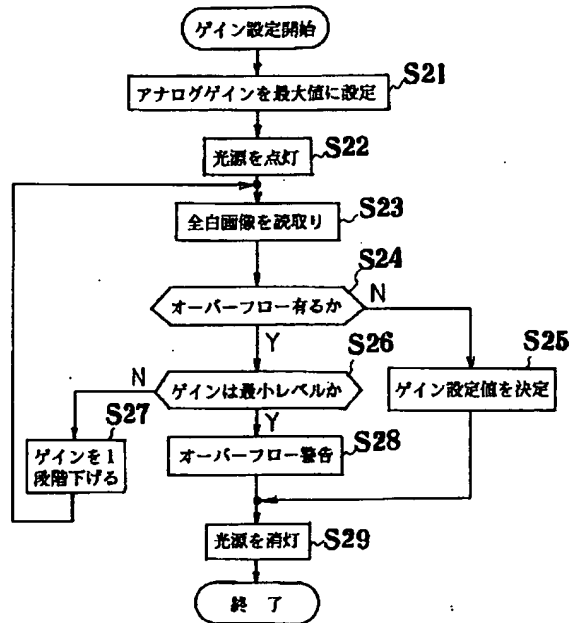 ゲイン設定開始
アナログゲインを最大値に設定
S21
光源を点灯
S22
全白画像を読取り
S23
オーバーフロー有るか
S24
N
Y
ゲイン設定値を決定
S25
ゲインは最小レベルか
S26
N
Y
ゲインを1
段階下げる
S27
オーバーフロー警告
S28
光源を消灯
S29
終 了